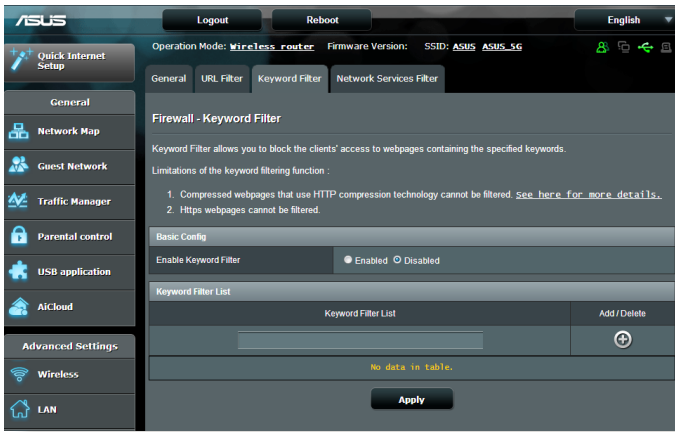 ASUS
Logout
Reboot
English
Quick Internet Setup
Operation Mode: Wireless router Firmware Version: SSID: ASUS ASUS_5G
General
URL Filter
Keyword Filter
Network Services Filter
General
Network Map
Guest Network
Traffic Manager
Parental control
USB application
AiCloud
Advanced Settings
Wireless
LAN
Firewall - Keyword Filter
Keyword Filter allows you to block the clients' access to webpages containing the specified keywords.
Limitations of the keyword filtering function :
1. Compressed webpages that use HTTP compression technology cannot be filtered. See here for more details.
2. Https webpages cannot be filtered.
Basic Config
Enable Keyword Filter
Enabled Disabled
Keyword Filter List
Keyword Filter List
Add / Delete
No data in table.
Apply